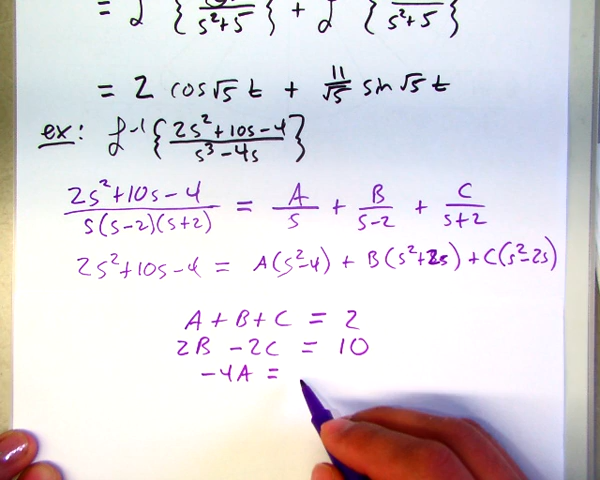 = ℒ { / s²+5 } + ℒ { / s²+5 }
= 2 cos√5 t + 11/√5 sin √5 t
ex: ℒ⁻¹{ 2s²+10s-4 / s³-4s }
2s²+10s-4 / s(s-2)(s+2) = A/s + B/s-2 + C/s+2
2s²+10s-4 = A(s²-4) + B(s²+2s) + C(s²-2s)
A + B + C = 2
2B - 2C = 10
-4A =